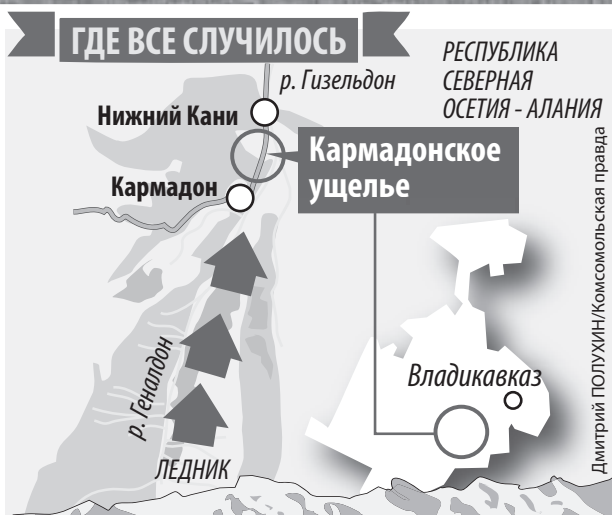 ГДЕ ВСЕ СЛУЧИЛОСЬ
р. Гизельдон
РЕСПУБЛИКА
СЕВЕРНАЯ
ОСЕТИЯ - АЛАНИЯ
Нижний Кани
Кармадонское
ущелье
Кармадон
р. Геналдон
ЛЕДНИК
Владикавказ
Дмитрий ПОЛУХИН/Комсомольская правда